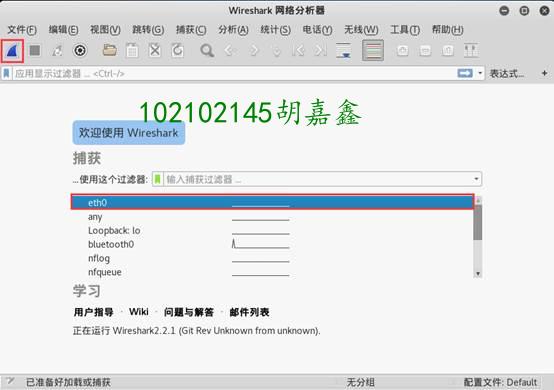 Wireshark 网络分析器
文件(F) 编辑(E) 视图(V) 跳转(G) 捕获(C) 分析(A) 统计(S) 电话(Y) 无线(W) 工具(T) 帮助(H)
应用显示过滤器 ... <Ctrl-/> 表达式... +
102102145胡嘉鑫
欢迎使用 Wireshark
捕获
...使用这个过滤器: 输入捕获过滤器 ...
eth0
any
Loopback: lo
bluetooth0
nflog
nfqueue
学习
用户指导 · Wiki · 问题与解答 · 邮件列表
正在运行 Wireshark2.2.1 (Git Rev Unknown from unknown).
已准备好加载或捕获 无分组 配置文件: Default